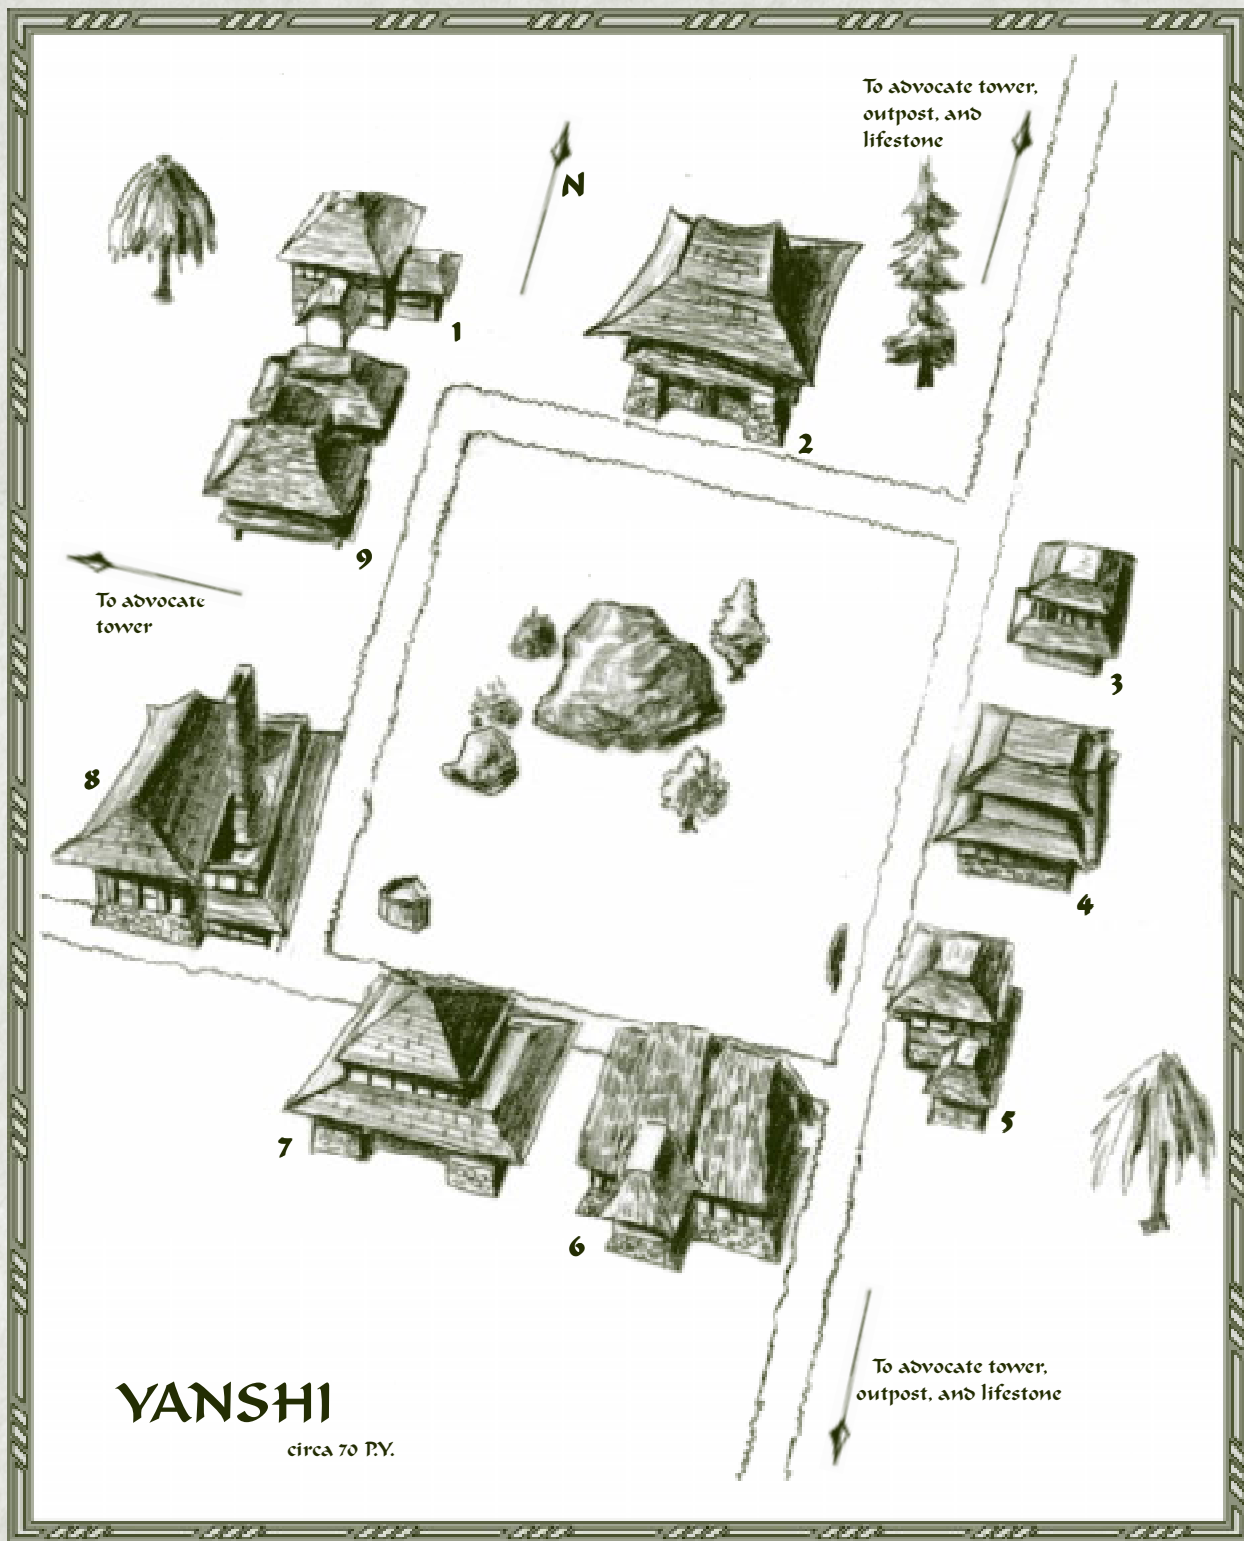 To advocate tower,
outpost, and
lifestone
N
1
2
9
To advocate
tower
3
8
4
5
7
6
To advocate tower,
outpost, and lifestone
YANSHI
circa 70 P.Y.